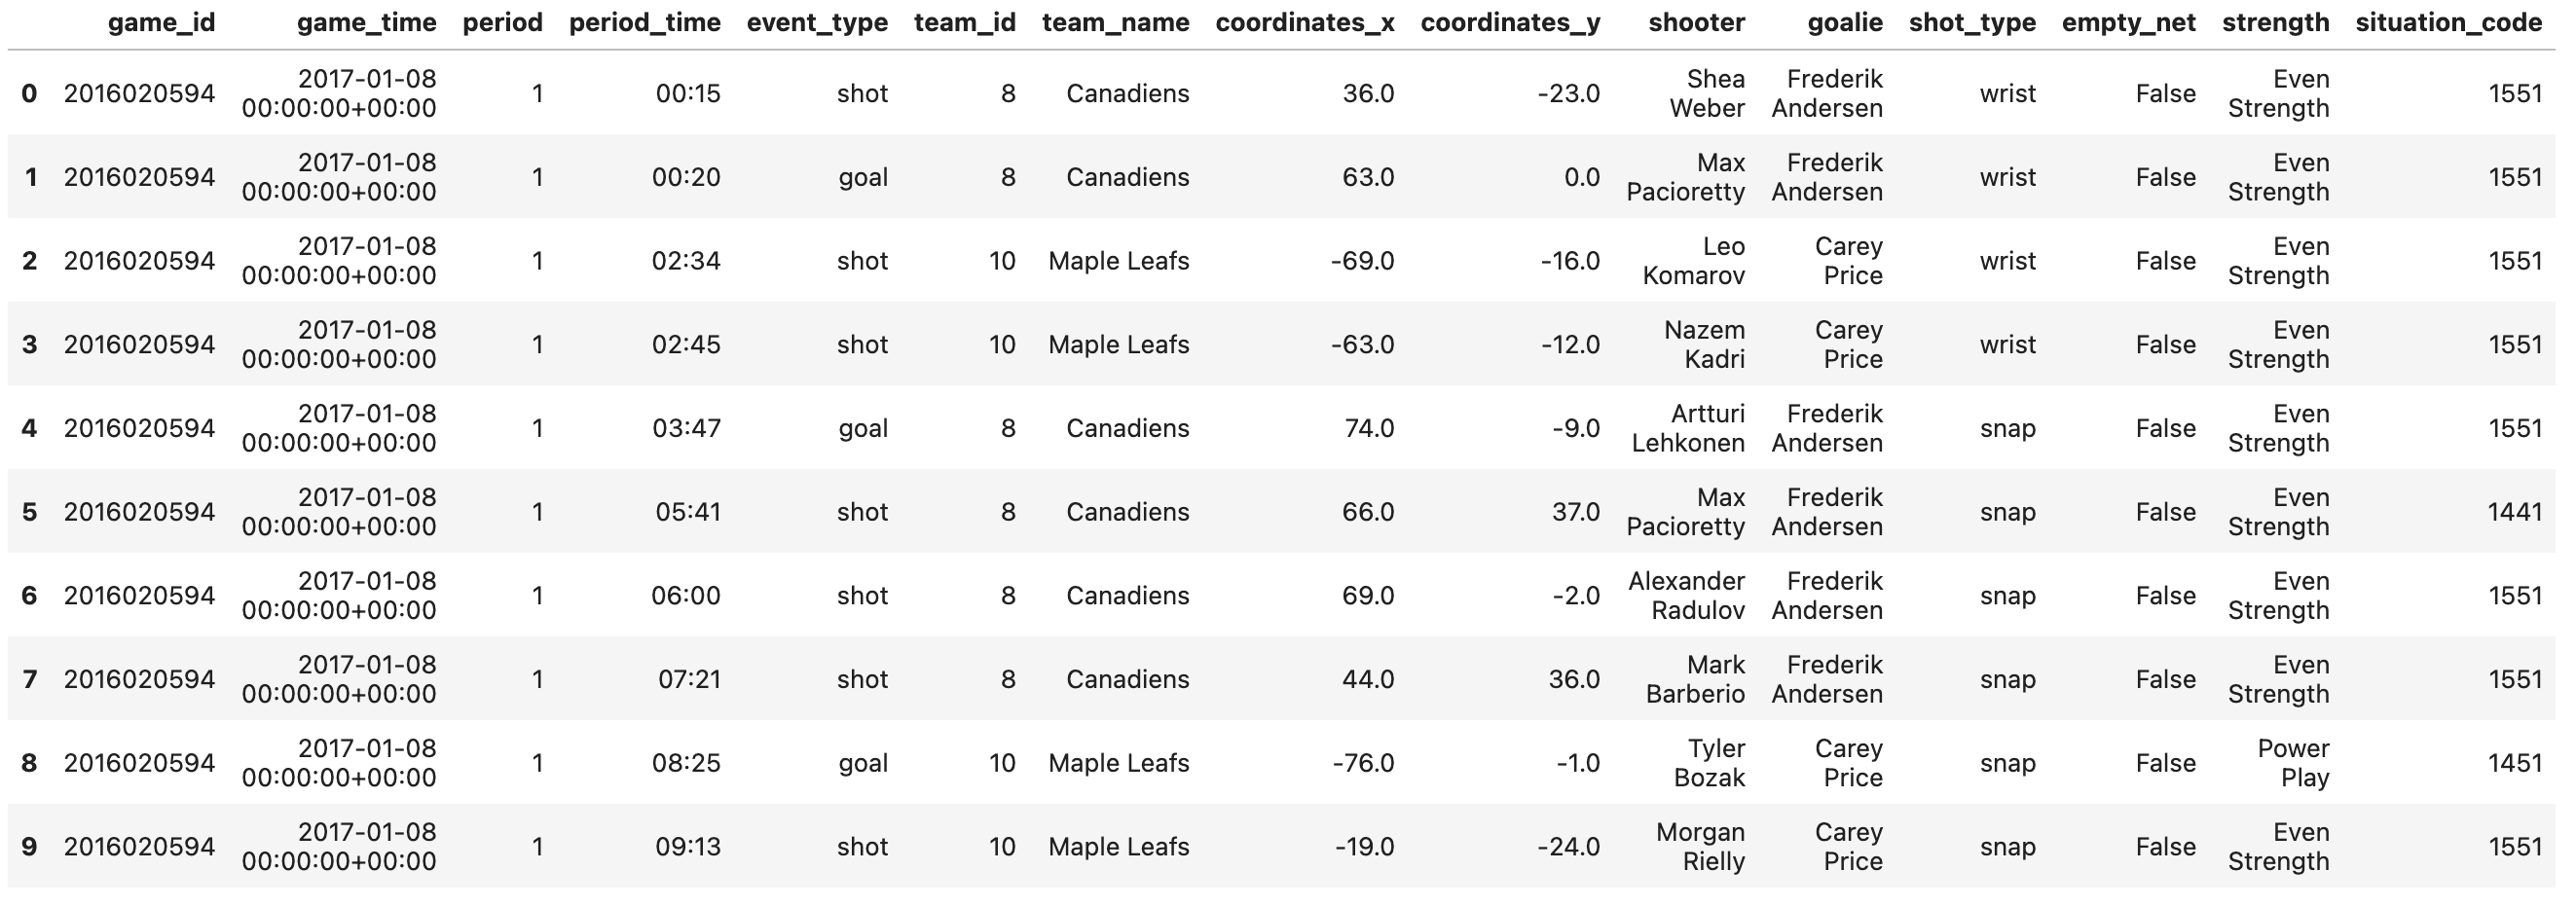 game_id game_time period period_time event_type team_id team_name coordinates_x coordinates_y shooter goalie shot_type empty_net strength situation_code
0 2016020594 2017-01-08 00:00:00+00:00 1 00:15 shot 8 Canadiens 36.0 -23.0 Shea Weber Frederik Andersen wrist False Even Strength 1551
1 2016020594 2017-01-08 00:00:00+00:00 1 00:20 goal 8 Canadiens 63.0 0.0 Max Pacioretty Frederik Andersen wrist False Even Strength 1551
2 2016020594 2017-01-08 00:00:00+00:00 1 02:34 shot 10 Maple Leafs -69.0 -16.0 Leo Komarov Carey Price wrist False Even Strength 1551
3 2016020594 2017-01-08 00:00:00+00:00 1 02:45 shot 10 Maple Leafs -63.0 -12.0 Nazem Kadri Carey Price wrist False Even Strength 1551
4 2016020594 2017-01-08 00:00:00+00:00 1 03:47 goal 8 Canadiens 74.0 -9.0 Artturi Lehkonen Frederik Andersen snap False Even Strength 1551
5 2016020594 2017-01-08 00:00:00+00:00 1 05:41 shot 8 Canadiens 66.0 37.0 Max Pacioretty Frederik Andersen snap False Even Strength 1441
6 2016020594 2017-01-08 00:00:00+00:00 1 06:00 shot 8 Canadiens 69.0 -2.0 Alexander Radulov Frederik Andersen snap False Even Strength 1551
7 2016020594 2017-01-08 00:00:00+00:00 1 07:21 shot 8 Canadiens 44.0 36.0 Mark Barberio Frederik Andersen snap False Even Strength 1551
8 2016020594 2017-01-08 00:00:00+00:00 1 08:25 goal 10 Maple Leafs -76.0 -1.0 Tyler Bozak Carey Price snap False Power Play 1451
9 2016020594 2017-01-08 00:00:00+00:00 1 09:13 shot 10 Maple Leafs -19.0 -24.0 Morgan Rielly Carey Price snap False Even Strength 1551